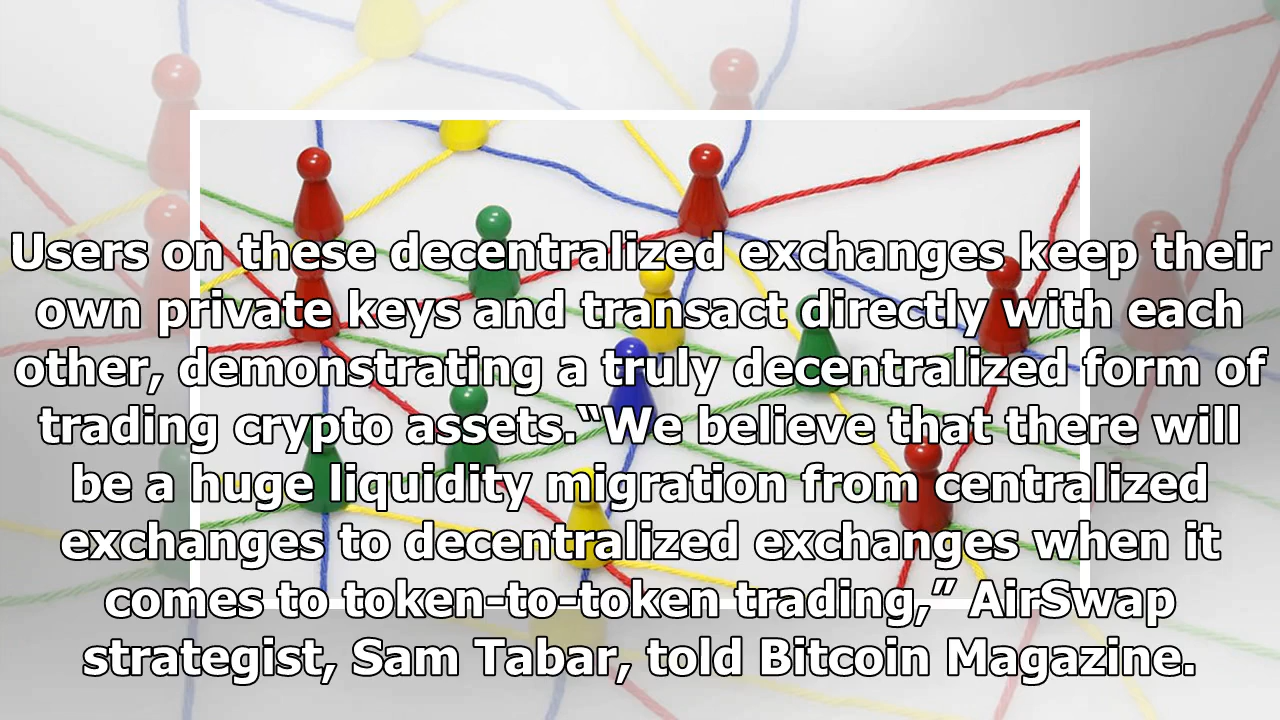 Users on these decentralized exchanges keep their
own private keys and transact directly with each
other, demonstrating a truly decentralized form of
trading crypto assets.“We believe that there will
be a huge liquidity migration from centralized
exchanges to decentralized exchanges when it
comes to token-to-token trading,” AirSwap
strategist, Sam Tabar, told Bitcoin Magazine.